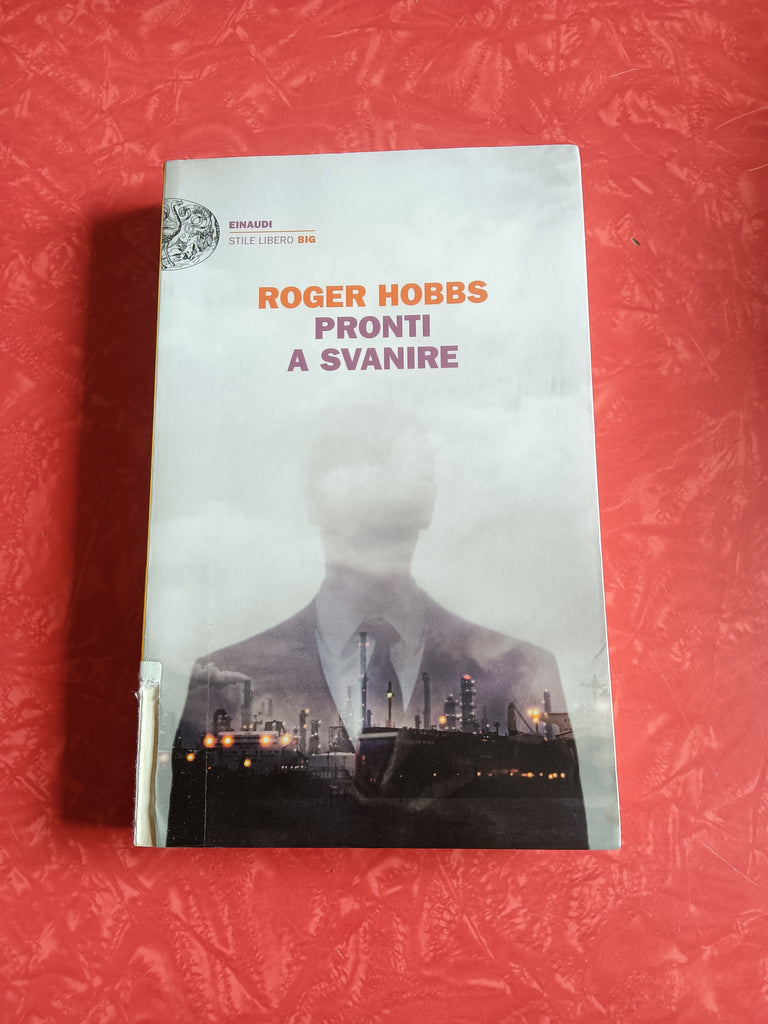 EINAUDI
STILE LIBERO BIG
ROGER HOBBS
PRONTI
A SVANIRE